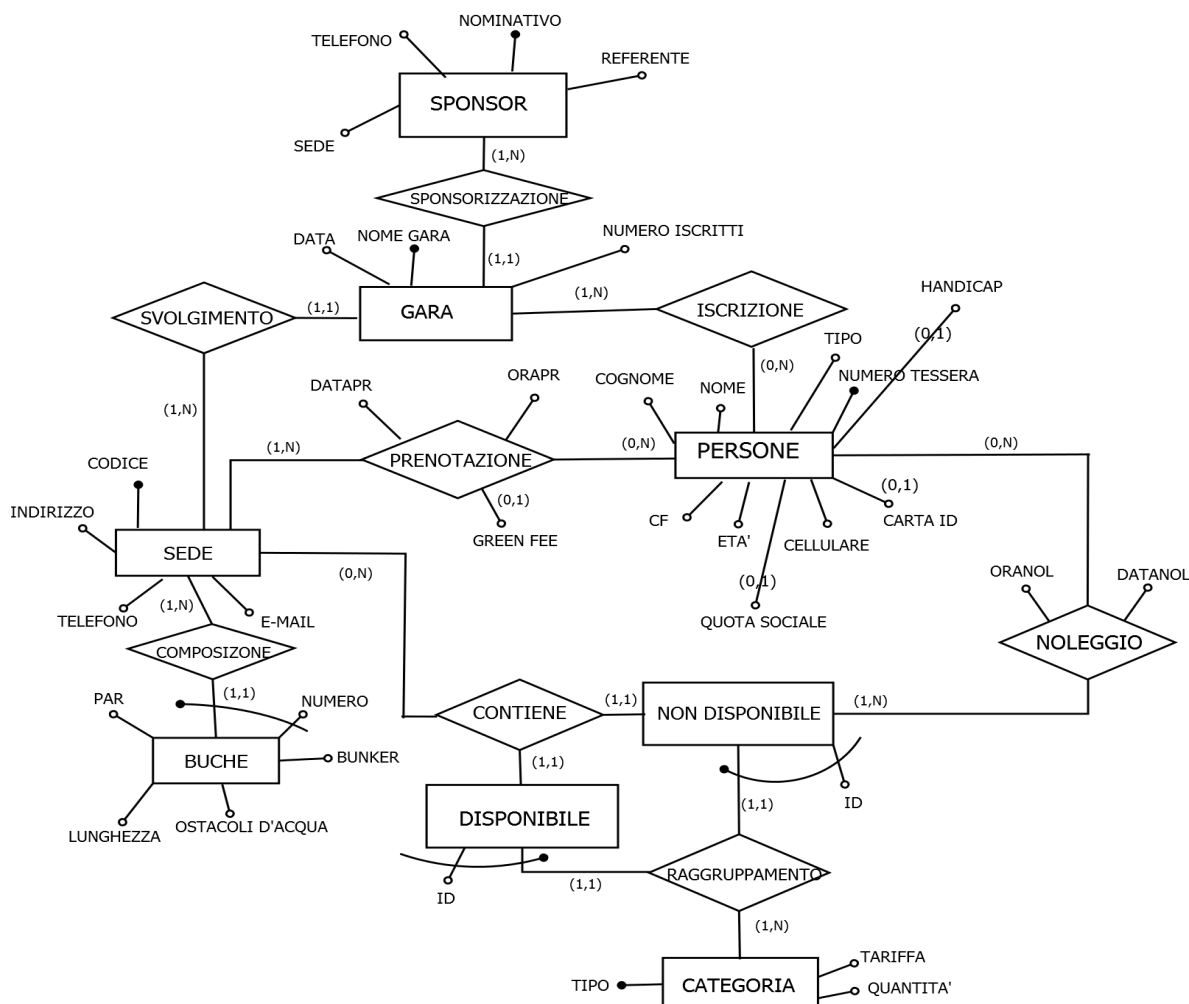 NOMINATIVO
TELEFONO
REFERENTE
SPONSOR
SEDE
(1,N)
SPONSORIZZAZIONE
NOME GARA
NUMERO ISCRITTI
DATA
(1,1)
HANDICAP
(1,1)
(1,N)
GARA
ISCRIZIONE
SVOLGIMENTO
(0,1)
TIPO
(0,N)
NUMERO TESSERA
COGNOME
ORAPR
DATAPR
NOME
(1,N)
(1,N)
(0,N)
(0,N)
PERSONE
PRENOTAZIONE
CODICE
(0,1)
(0,1)
INDIRIZZO
CF
CARTA ID
ETA'
GREEN FEE
CELLULARE
SEDE
(0,N)
ORANOL
DATANOL
(0,1)
(1,N)
TELEFONO
E-MAIL
QUOTA SOCIALE
NOLEGGIO
COMPOSIZONE
(1,1)
PAR
NUMERO
(1,1)
(1,N)
CONTIENE
NON DISPONIBILE
BUNKER
BUCHE
(1,1)
ID
(1,1)
DISPONIBILE
OSTACOLI D'ACQUA
LUNGHEZZA
RAGGRUPPAMENTO
(1,1)
ID
(1,N)
TARIFFA
TIPO
CATEGORIA
QUANTITA'